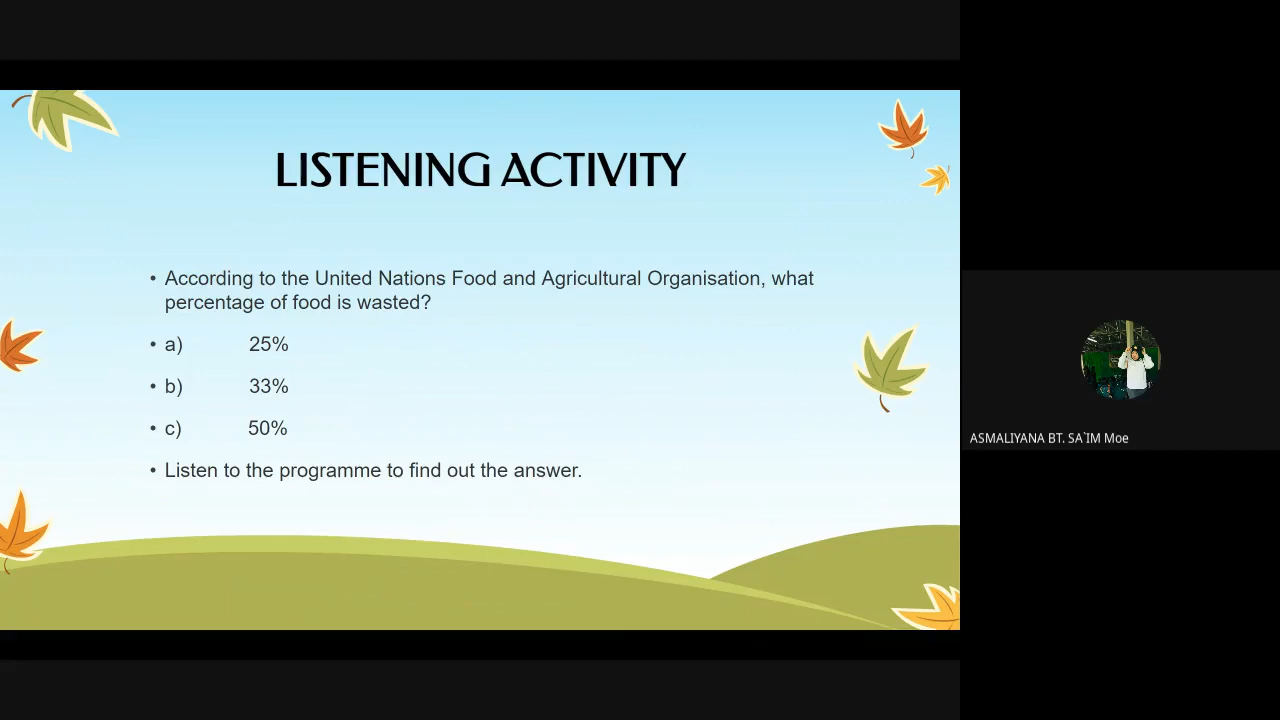 LISTENING ACTIVITY
• According to the United Nations Food and Agricultural Organisation, what
percentage of food is wasted?
• a) 25%
• b) 33%
• c) 50%
• Listen to the programme to find out the answer.
ASMALIYANA BT. SA`IM Moe